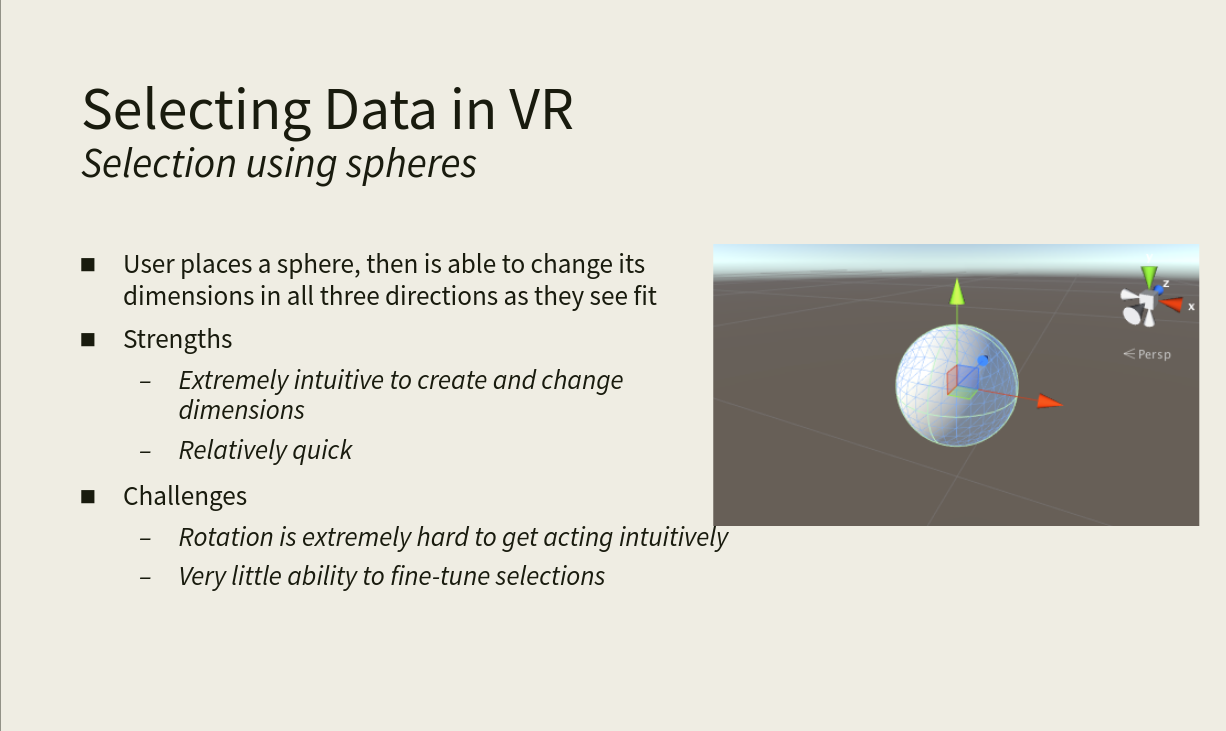 Selecting Data in VR
Selection using spheres
■ User places a sphere, then is able to change its
dimensions in all three directions as they see fit
■ Strengths
– Extremely intuitive to create and change
dimensions
– Relatively quick
■ Challenges
– Rotation is extremely hard to get acting intuitively
– Very little ability to fine-tune selections
z
x
Persp